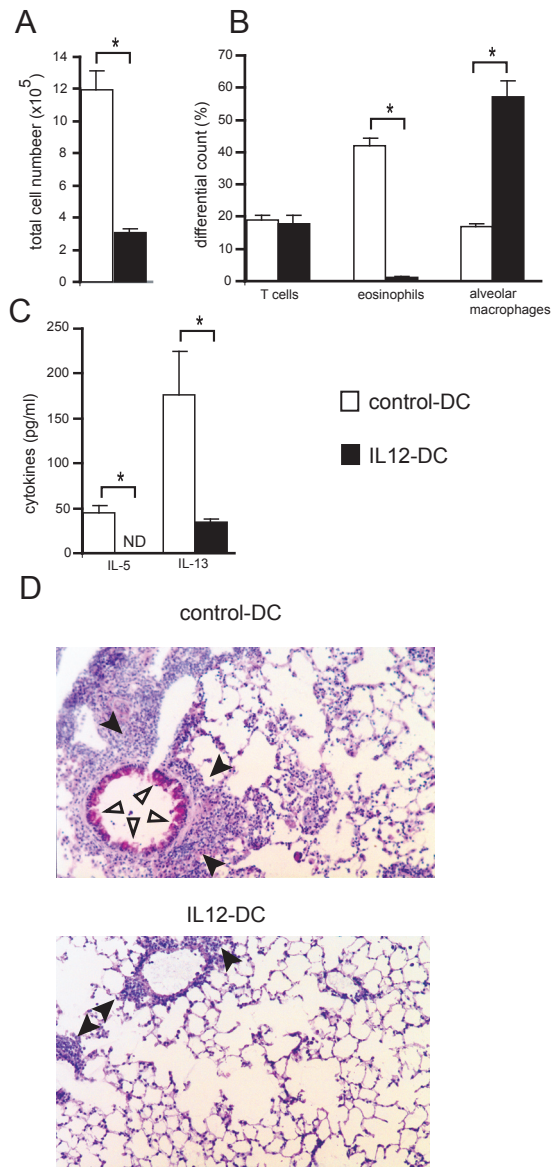 A
total cell numbeer (x10^5)
14
12
10
8
6
4
2
0
*
B
differential count (%)
70
60
50
40
30
20
10
0
*
*
T cells
eosinophils
alveolar
macrophages
C
cytokines (pg/ml)
250
200
150
100
50
0
*
*
ND
IL-5
IL-13
control-DC
IL12-DC
D
control-DC
IL12-DC